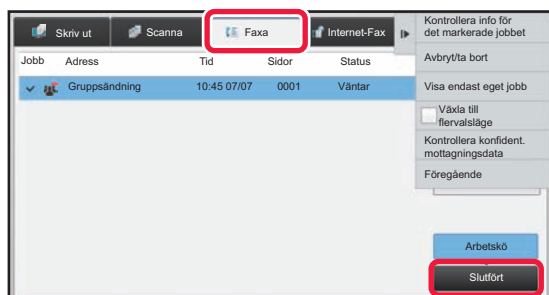 Skriv ut
Scanna
Faxa
Internet-Fax
Jobb Adress Tid Sidor Status
Gruppsändning 10:45 07/07 0001 Väntar
Kontrollera info för
det markerade jobbet
Avbryt/ta bort
Visa endast eget jobb
Växla till
flervalsläge
Kontrollera konfident.
mottagningsdata
Föregående
Arbetskö
Slutfört